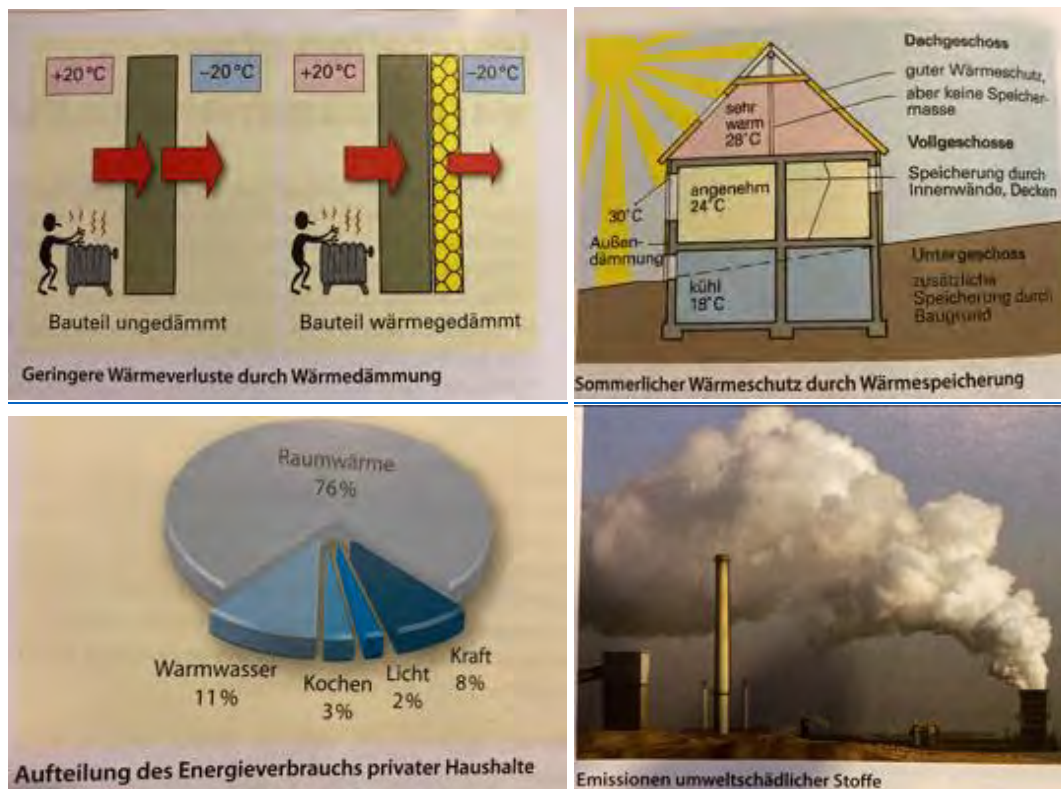 +20 °C
–20 °C
+20 °C
–20 °C
Bauteil ungedämmt
Bauteil wärmegedämmt
Geringere Wärmeverluste durch Wärmedämmung
Dachgeschoss
guter Wärmeschutz,
aber keine Speicher-
masse
sehr
warm
28°C
Vollgeschosse
Speicherung durch
Innenwände, Decken
angenehm
24°C
30°C
Außen-
dämmung
Untergeschoss
zusätzliche
Speicherung durch
Baugrund
kühl
18°C
Sommerlicher Wärmeschutz durch Wärmespeicherung
Raumwärme
76%
Warmwasser
11%
Kochen
3%
Licht
2%
Kraft
8%
Aufteilung des Energieverbrauchs privater Haushalte
Emissionen umweltschädlicher Stoffe